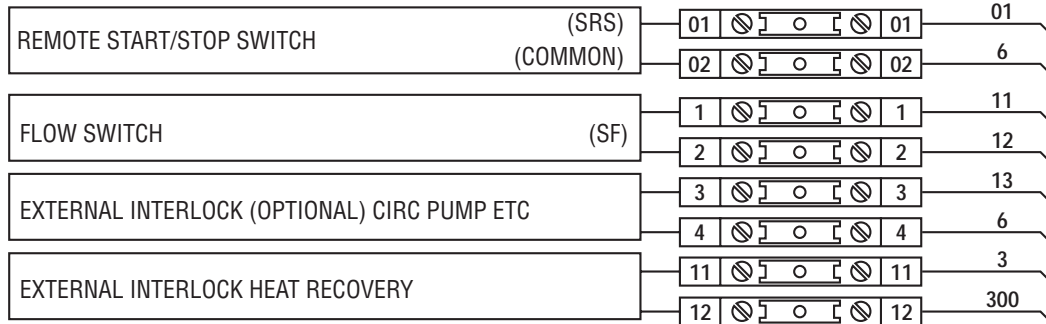 (SRS) 01 01 01
REMOTE START/STOP SWITCH
(COMMON) 02 02 6
1 1 11
FLOW SWITCH (SF)
2 2 12
3 3 13
EXTERNAL INTERLOCK (OPTIONAL) CIRC PUMP ETC
4 4 6
11 11 3
EXTERNAL INTERLOCK HEAT RECOVERY
12 12 300